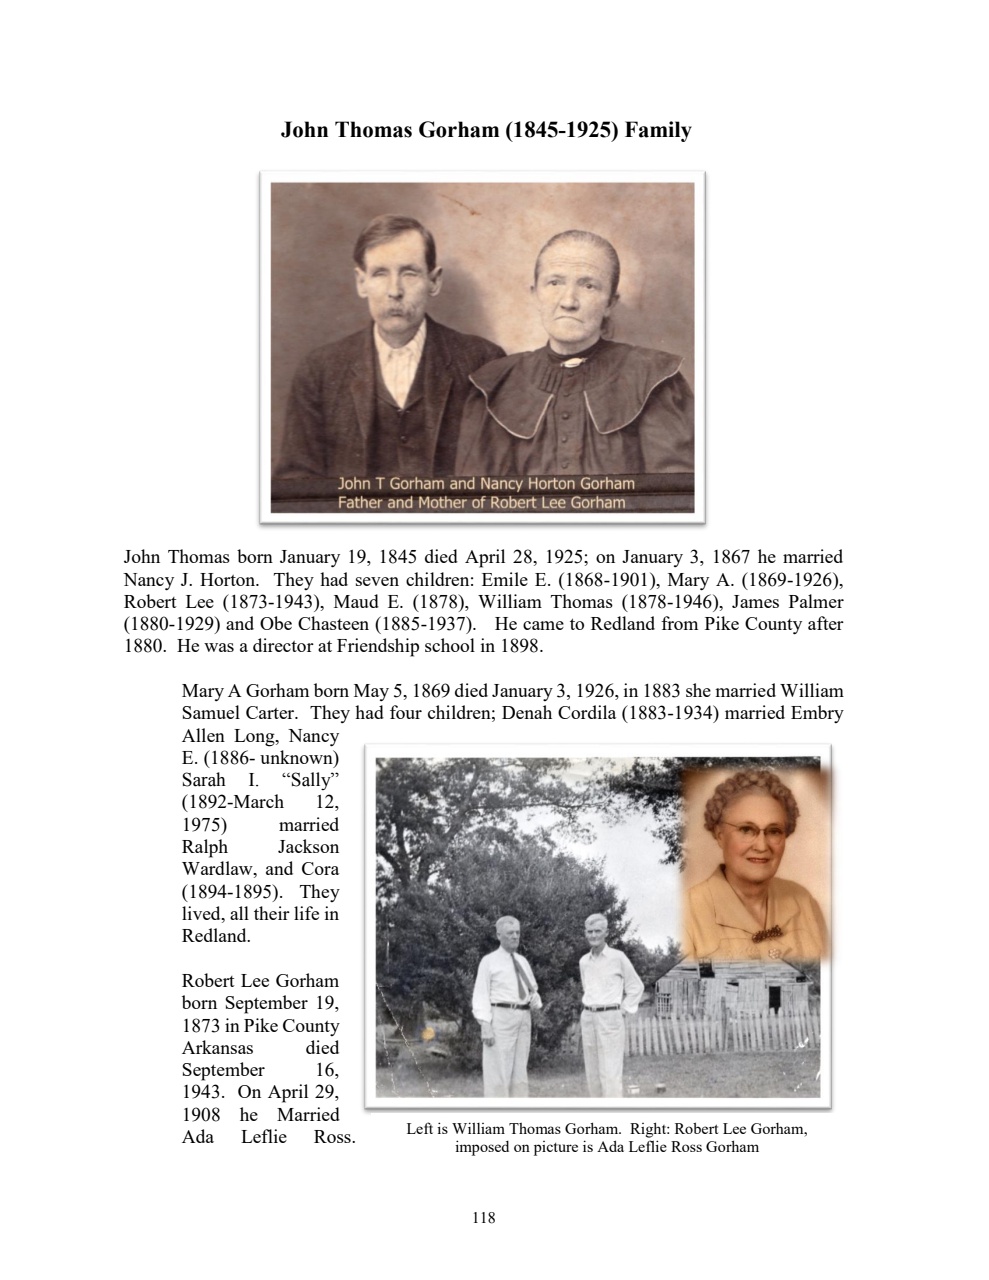 John Thomas Gorham (1845-1925) Family
John T Gorham and Nancy Horton Gorham
Father and Mother of Robert Lee Gorham
John Thomas born January 19, 1845 died April 28, 1925; on January 3, 1867 he married
Nancy J. Horton. They had seven children: Emile E. (1868-1901), Mary A. (1869-1926),
Robert Lee (1873-1943), Maud E. (1878), William Thomas (1878-1946), James Palmer
(1880-1929) and Obe Chasteen (1885-1937). He came to Redland from Pike County after
1880. He was a director at Friendship school in 1898.
Mary A Gorham born May 5, 1869 died January 3, 1926, in 1883 she married William
Samuel Carter. They had four children; Denah Cordila (1883-1934) married Embry
Allen Long, Nancy
E. (1886- unknown)
Sarah I. “Sally”
(1892-March 12,
1975) married
Ralph Jackson
Wardlaw, and Cora
(1894-1895). They
lived, all their life in
Redland.
Robert Lee Gorham
born September 19,
1873 in Pike County
Arkansas died
September 16,
1943. On April 29,
1908 he Married
Ada Leflie Ross.
Left is William Thomas Gorham. Right: Robert Lee Gorham,
imposed on picture is Ada Leflie Ross Gorham
118